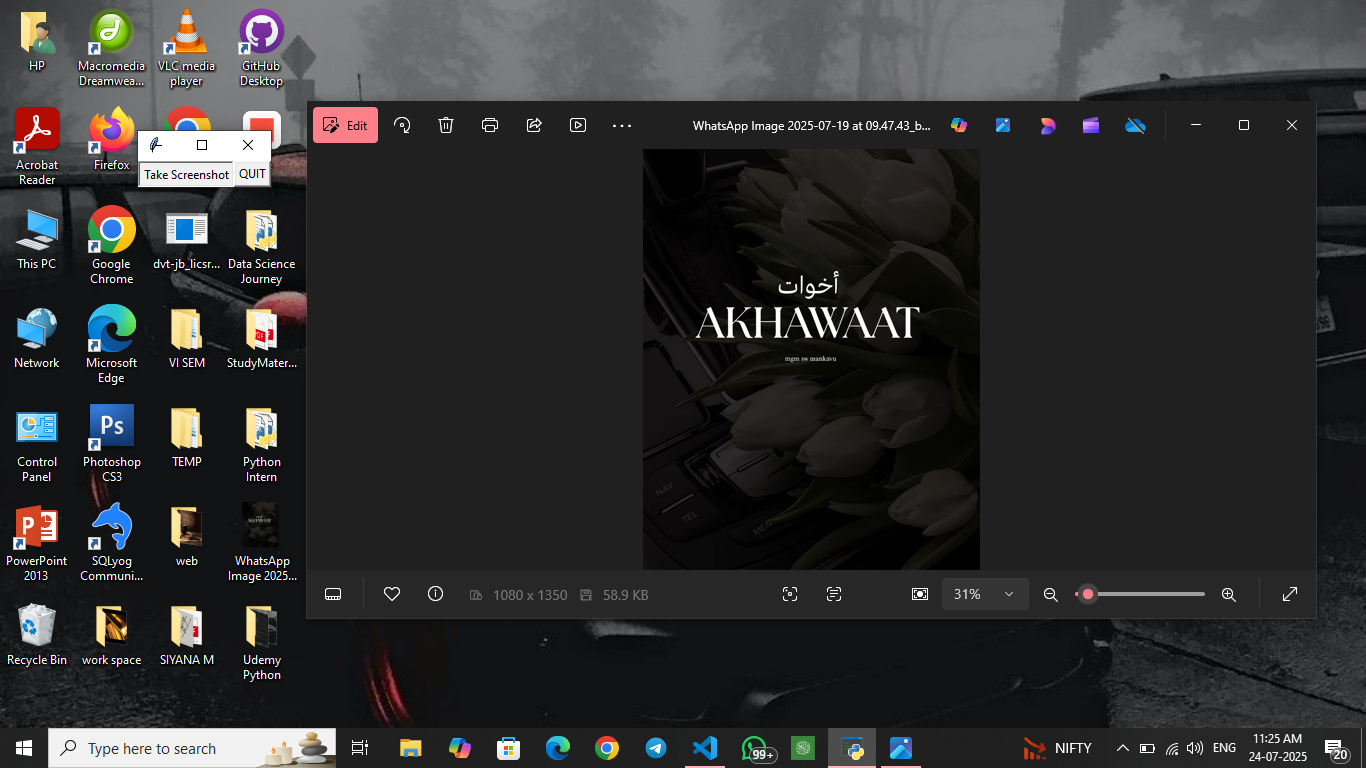 HP
Macromedia Dreamwea...
VLC media player
GitHub Desktop
Acrobat Reader
Firefox
Take Screenshot
QUIT
This PC
Google Chrome
dvt-jb_licsr...
Data Science Journey
Network
Microsoft Edge
VI SEM
StudyMater...
Control Panel
Ps
Photoshop CS3
TEMP
Python Intern
PowerPoint 2013
SQLyog Communi...
web
WhatsApp Image 2025...
Recycle Bin
work space
SIYANA M
Udemy Python
Edit
WhatsApp Image 2025-07-19 at 09.47.43_b...
أخوات
AKHAWAAT
mgm sw mankavu
NAV
TEL
1080 x 1350
58.9 KB
31%
Type here to search
99+
NIFTY
ENG
11:25 AM
24-07-2025
20